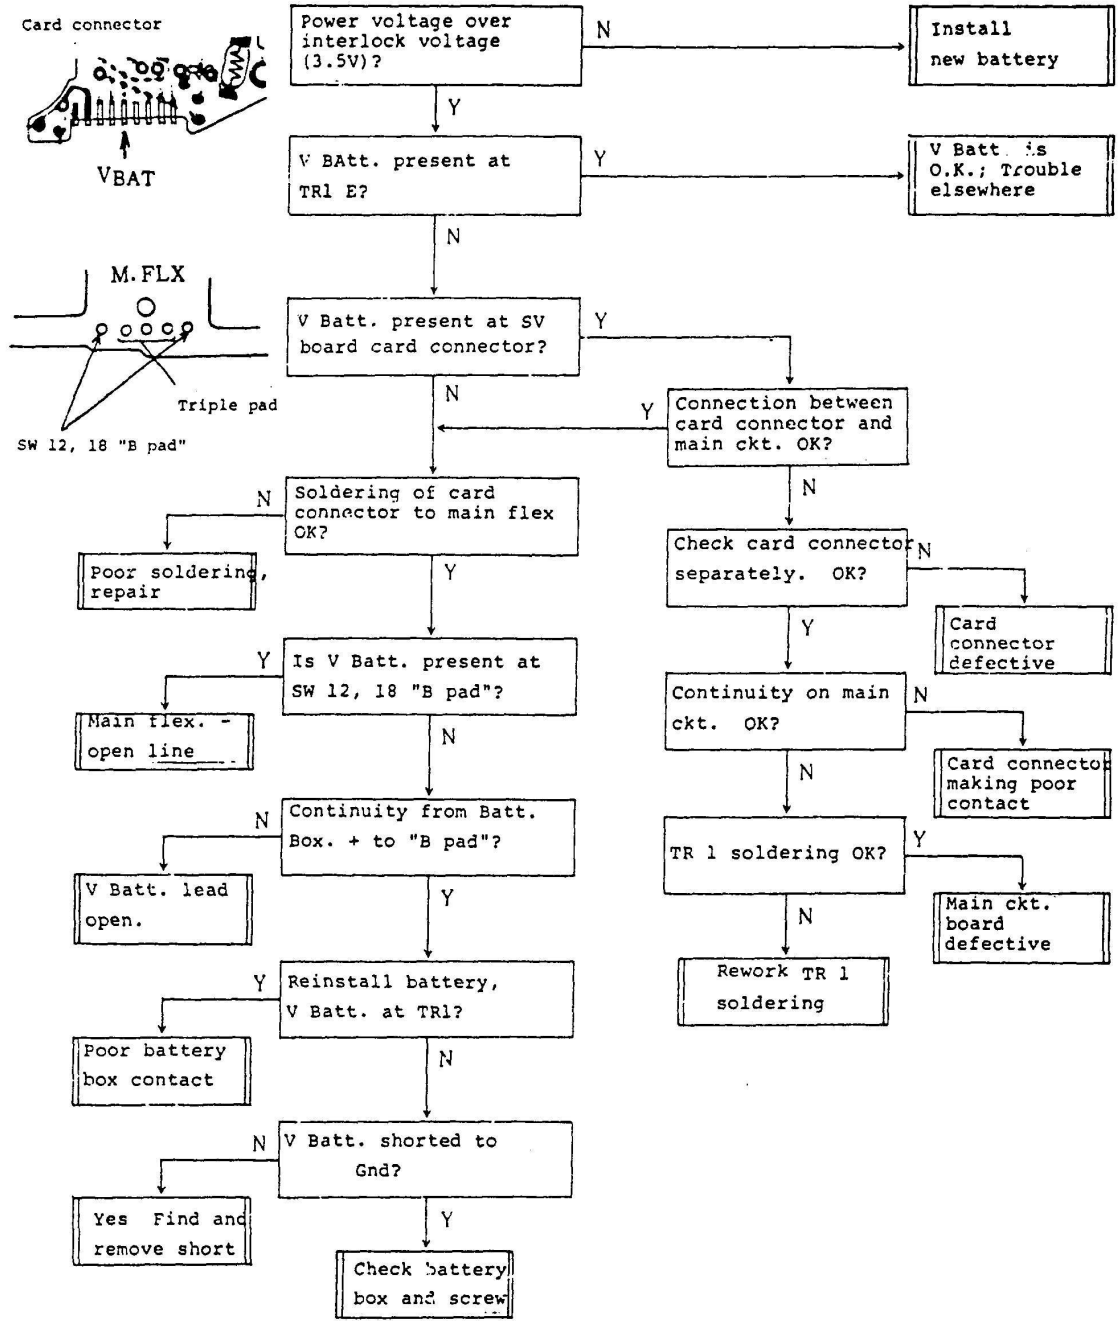 Card connector
VBAT
Power voltage over
interlock voltage
(3.5V)?
N
Install
new battery
Y
V BAtt. present at
TR1 E?
Y
V Batt. is
O.K.; Trouble
elsewhere
N
M.FLX
Triple pad
SW 12, 18 "B pad"
V Batt. present at SV
board card connector?
Y
N
Connection between
card connector and
main ckt. OK?
Y
N
Soldering of card
connector to main flex
OK?
N
Poor soldering,
repair
Y
Check card connector
separately. OK?
N
Card
connector
defective
Y
Is V Batt. present at
SW 12, 18 "B pad"?
Y
Main flex. -
open line
N
Continuity on main
ckt. OK?
N
Card connector
making poor
contact
N
Continuity from Batt.
Box. + to "B pad"?
N
V Batt. lead
open.
Y
TR 1 soldering OK?
Y
Main ckt.
board
defective
N
Rework TR 1
soldering
Reinstall battery,
V Batt. at TR1?
Y
Poor battery
box contact
N
V Batt. shorted to
Gnd?
N
Yes Find and
remove short
Y
Check battery
box and screw